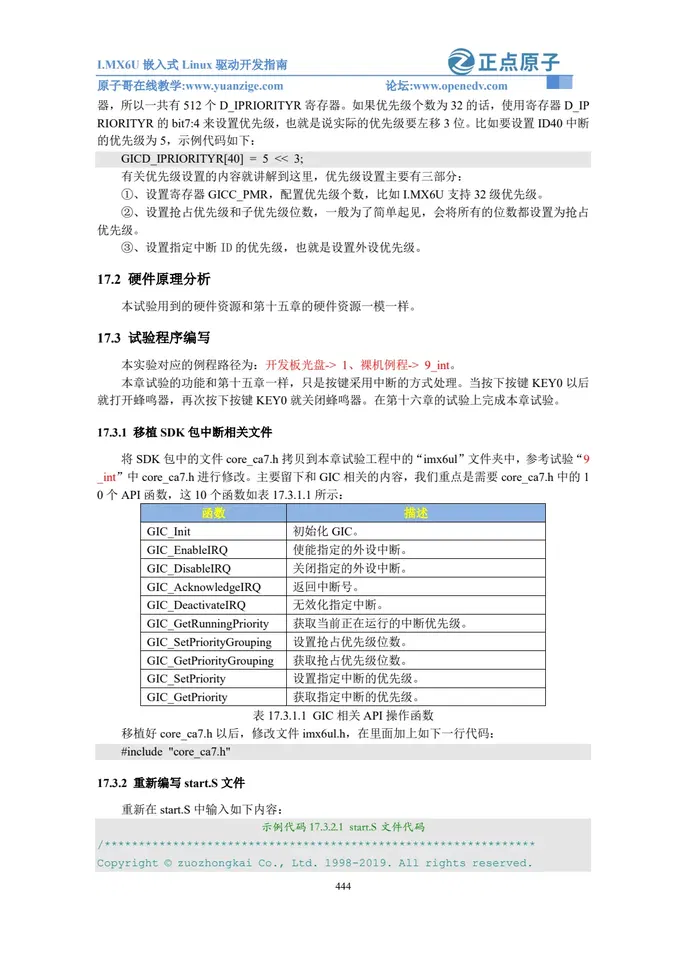 I.MX6U 嵌入式 Linux 驱动开发指南
正点原子
原子哥在线教学:www.yuanzige.com 论坛:www.openedv.com
器，所以一共有 512 个 D_IPRIORITYR 寄存器。如果优先级个数为 32 的话，使用寄存器 D_IP
RIORITYR 的 bit7:4 来设置优先级，也就是说实际的优先级要左移 3 位。比如要设置 ID40 中断
的优先级为 5，示例代码如下：
GICD_IPRIORITYR[40] = 5 << 3;
有关优先级设置的内容就讲解到这里，优先级设置主要有三部分：
①、设置寄存器 GICC_PMR，配置优先级个数，比如 I.MX6U 支持 32 级优先级。
②、设置抢占优先级和子优先级位数，一般为了简单起见，会将所有的位数都设置为抢占
优先级。
③、设置指定中断 ID 的优先级，也就是设置外设优先级。
17.2 硬件原理分析
本试验用到的硬件资源和第十五章的硬件资源一模一样。
17.3 试验程序编写
本实验对应的例程路径为：开发板光盘-> 1、裸机例程-> 9_int。
本章试验的功能和第十五章一样，只是按键采用中断的方式处理。当按下按键 KEY0 以后
就打开蜂鸣器，再次按下按键 KEY0 就关闭蜂鸣器。在第十六章的试验上完成本章试验。
17.3.1 移植 SDK 包中断相关文件
将 SDK 包中的文件 core_ca7.h 拷贝到本章试验工程中的“imx6ul”文件夹中，参考试验“9
_int”中 core_ca7.h 进行修改。主要留下和 GIC 相关的内容，我们重点是需要 core_ca7.h 中的 1
0 个 API 函数，这 10 个函数如表 17.3.1.1 所示：
函数 描述
GIC_Init 初始化 GIC。
GIC_EnableIRQ 使能指定的外设中断。
GIC_DisableIRQ 关闭指定的外设中断。
GIC_AcknowledgeIRQ 返回中断号。
GIC_DeactivateIRQ 无效化指定中断。
GIC_GetRunningPriority 获取当前正在运行的中断优先级。
GIC_SetPriorityGrouping 设置抢占优先级位数。
GIC_GetPriorityGrouping 获取抢占优先级位数。
GIC_SetPriority 设置指定中断的优先级。
GIC_GetPriority 获取指定中断的优先级。
表 17.3.1.1 GIC 相关 API 操作函数
移植好 core_ca7.h 以后，修改文件 imx6ul.h，在里面加上如下一行代码：
#include "core_ca7.h"
17.3.2 重新编写 start.S 文件
重新在 start.S 中输入如下内容：
示例代码 17.3.2.1 start.S 文件代码
/***************************************************************
Copyright © zuozhongkai Co., Ltd. 1998-2019. All rights reserved.
444